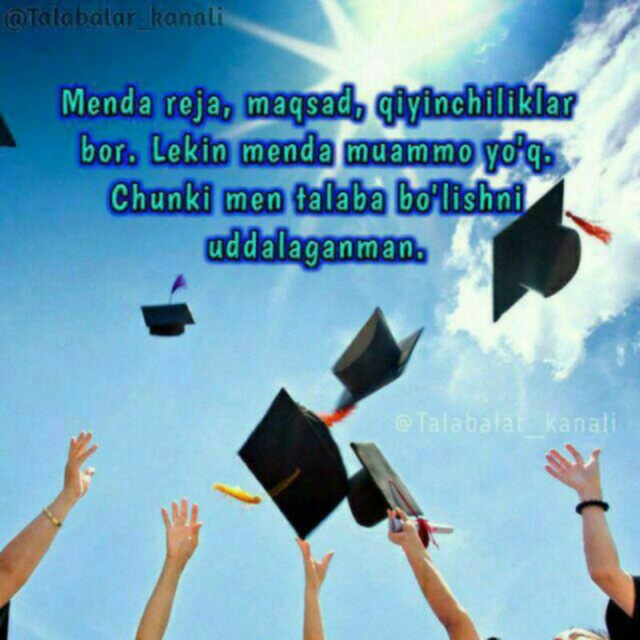 @Talabalar_kanali
Menda reja, maqsad, qiyinchiliklar
bor. Lekin menda muammo yo'q.
Chunki men talaba bo'lishni
uddalaganman.
@Talabalar_kanali